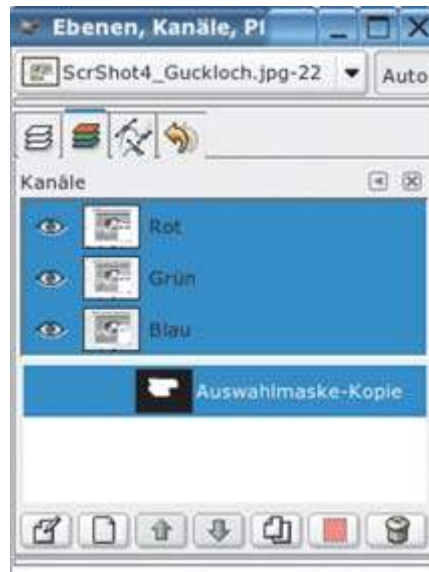 Ebenen, Kanäle, Pf
ScrShot4_Guckloch.jpg-22
Auto
Kanäle
Rot
Grün
Blau
Auswahlmaske-Kopie